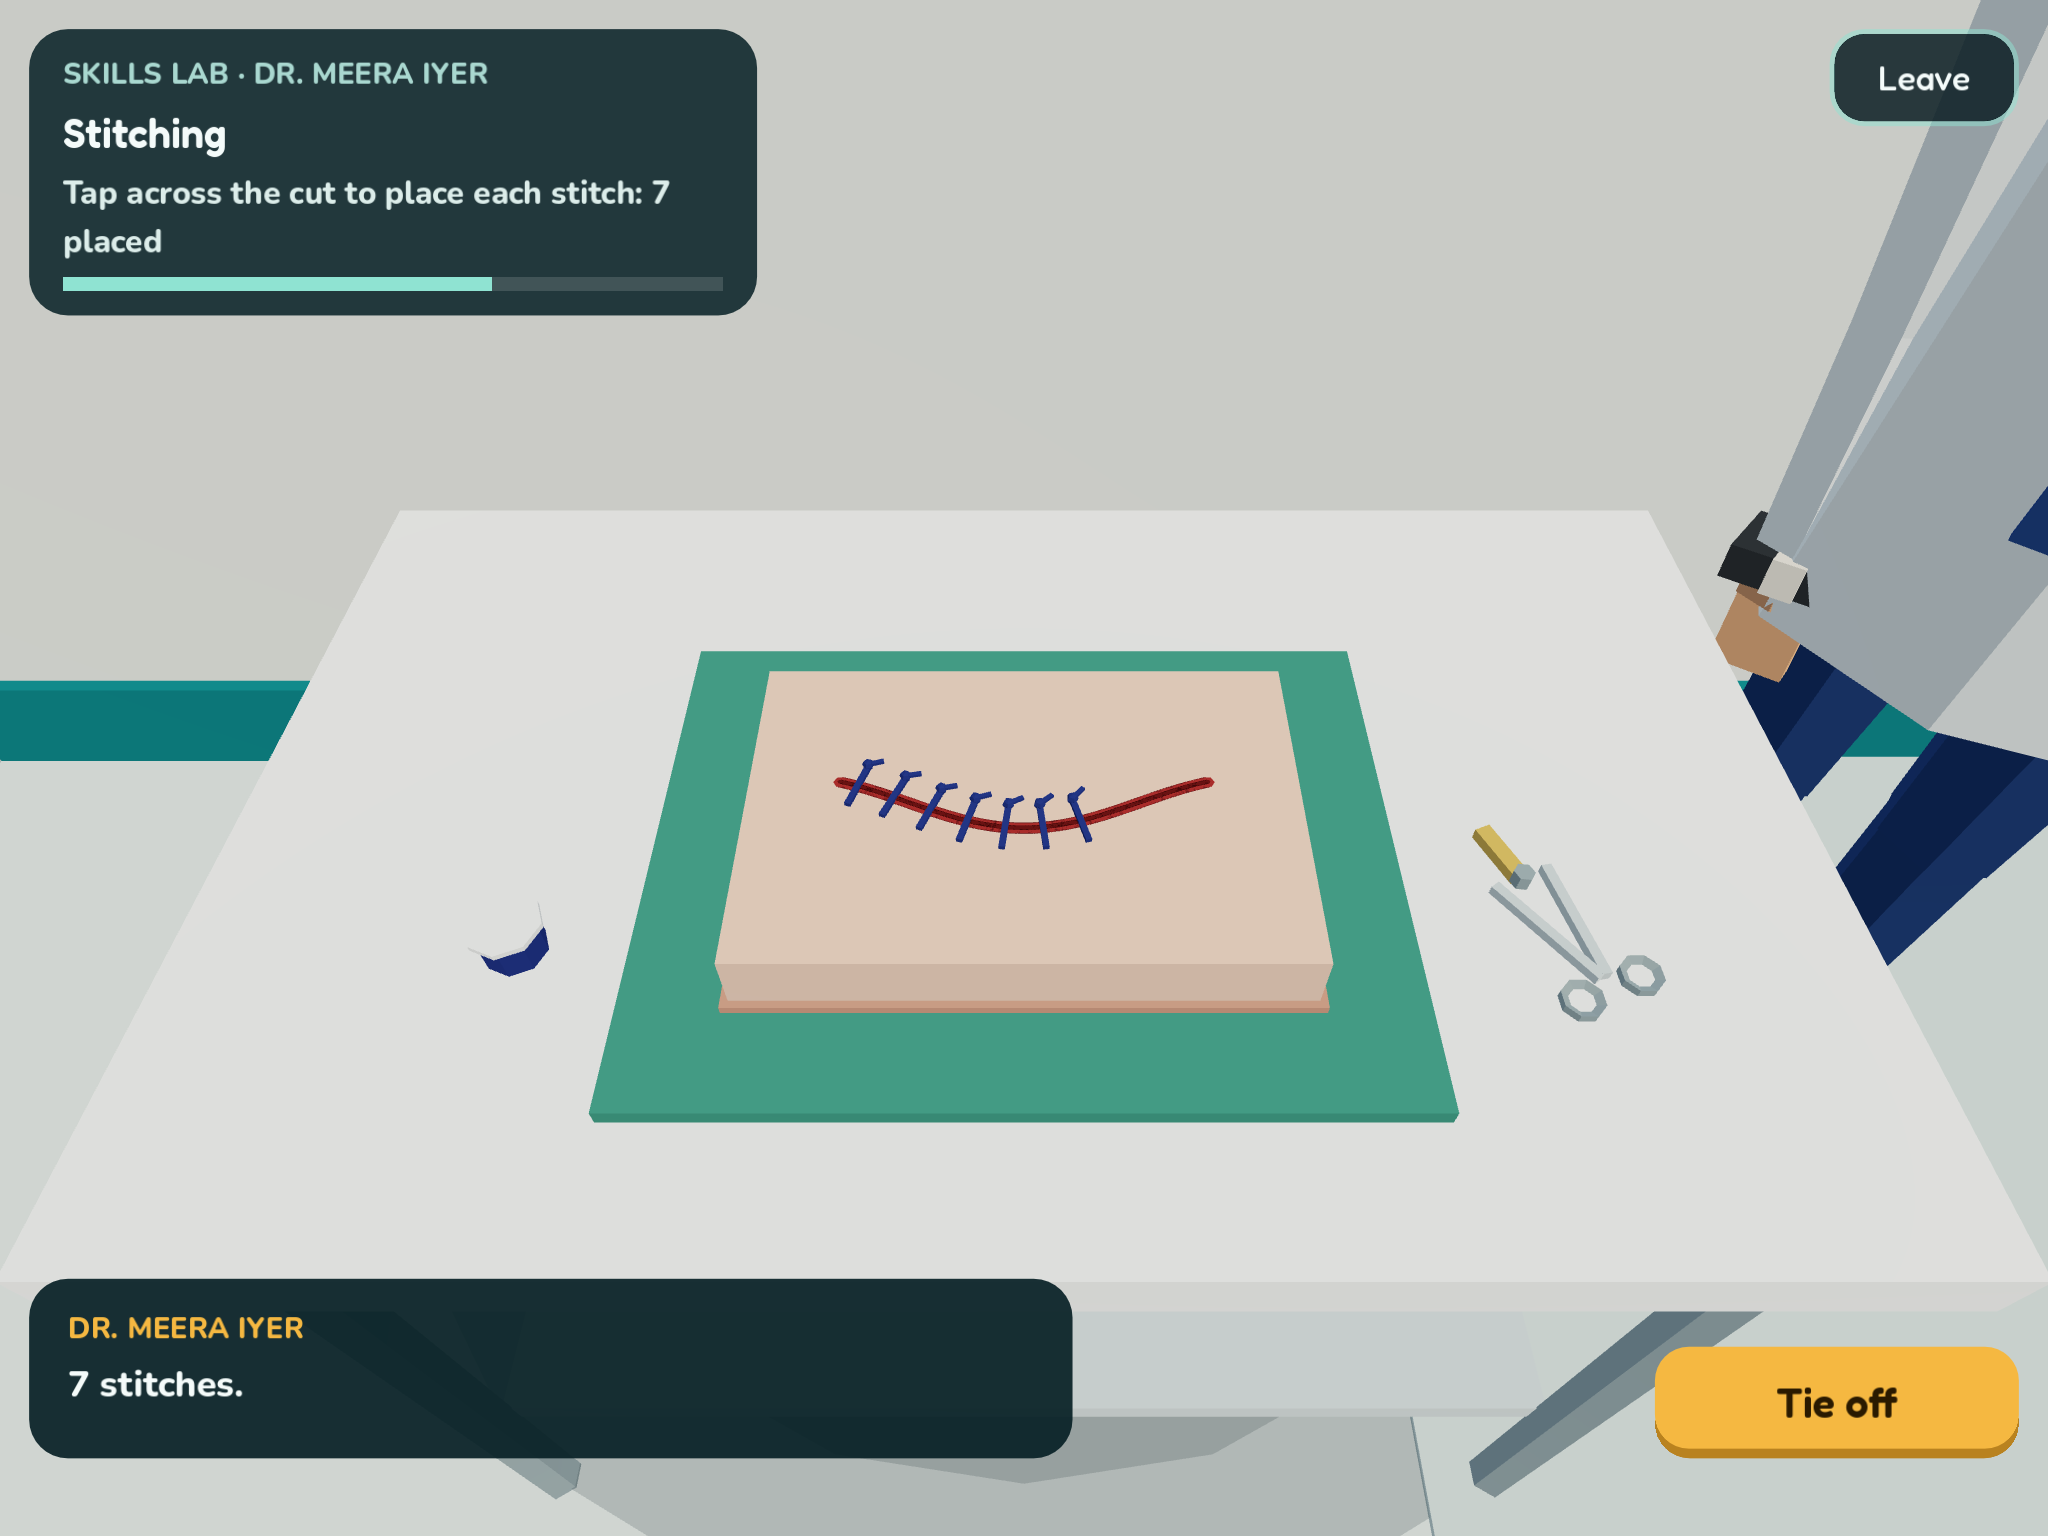 SKILLS LAB · DR. MEERA IYER
Stitching
Tap across the cut to place each stitch: 7
placed
Leave
DR. MEERA IYER
7 stitches.
Tie off